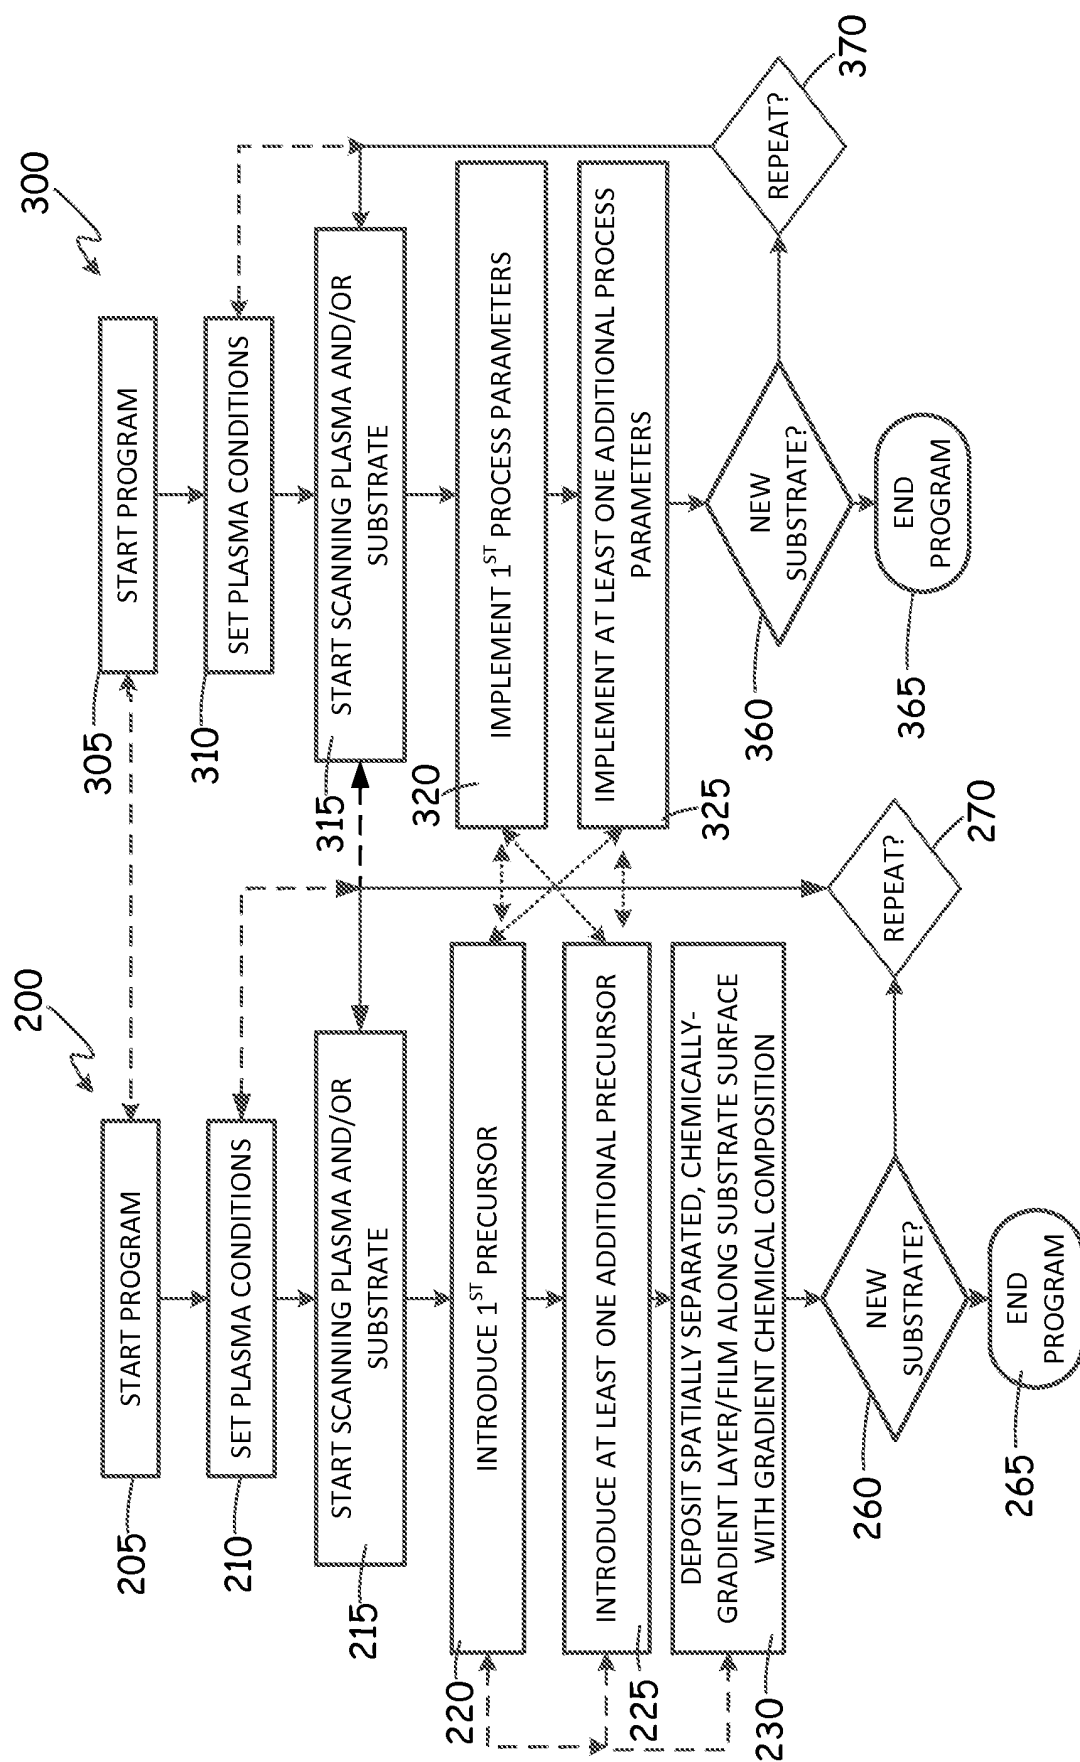 200
START PROGRAM
205
SET PLASMA CONDITIONS
210
START SCANNING PLASMA AND/OR
SUBSTRATE
215
INTRODUCE 1ST PRECURSOR
220
INTRODUCE AT LEAST ONE ADDITIONAL PRECURSOR
225
DEPOSIT SPATIALLY SEPARATED, CHEMICALLY-
GRADIENT LAYER/FILM ALONG SUBSTRATE SURFACE
WITH GRADIENT CHEMICAL COMPOSITION
230
NEW
SUBSTRATE?
260
REPEAT?
270
END
PROGRAM
265
300
START PROGRAM
305
SET PLASMA CONDITIONS
310
START SCANNING PLASMA AND/OR
SUBSTRATE
315
IMPLEMENT 1ST PROCESS PARAMETERS
320
IMPLEMENT AT LEAST ONE ADDITIONAL PROCESS
PARAMETERS
325
NEW
SUBSTRATE?
360
REPEAT?
370
END
PROGRAM
365